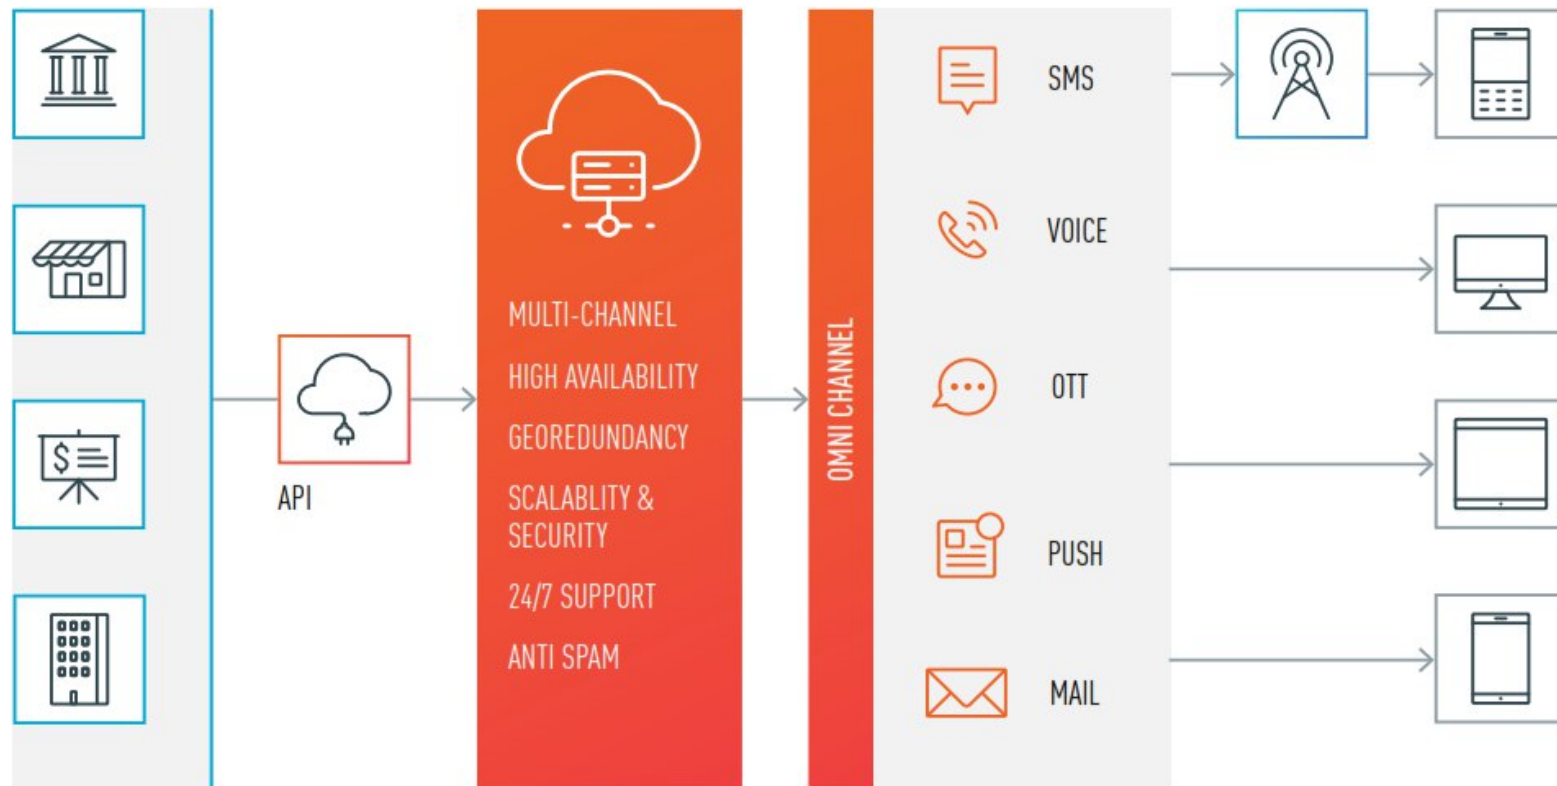 API
MULTI-CHANNEL
HIGH AVAILABILITY
GEOREDUNDANCY
SCALABLITY &
SECURITY
24/7 SUPPORT
ANTI SPAM
OMNI CHANNEL
SMS
VOICE
OTT
PUSH
MAIL
$